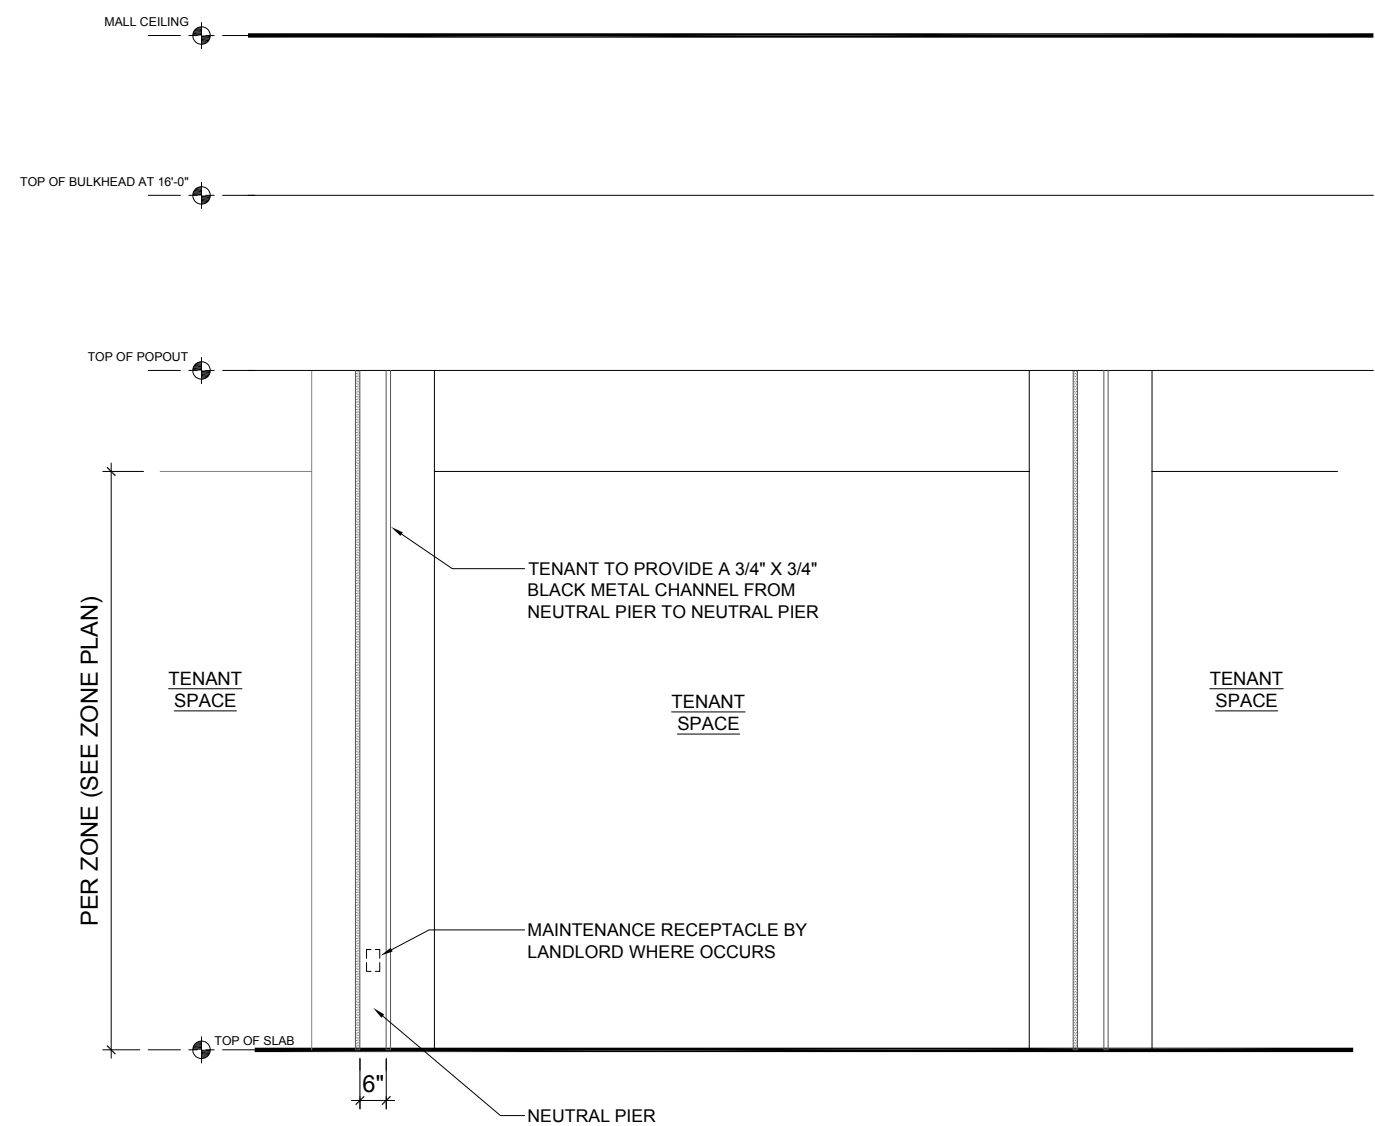 MALL CEILING
TOP OF BULKHEAD AT 16'-0"
TOP OF POPOUT
TENANT TO PROVIDE A 3/4" X 3/4"
BLACK METAL CHANNEL FROM
NEUTRAL PIER TO NEUTRAL PIER
PER ZONE (SEE ZONE PLAN)
TENANT
SPACE
TENANT
SPACE
TENANT
SPACE
MAINTENANCE RECEPTACLE BY
LANDLORD WHERE OCCURS
TOP OF SLAB
6"
NEUTRAL PIER